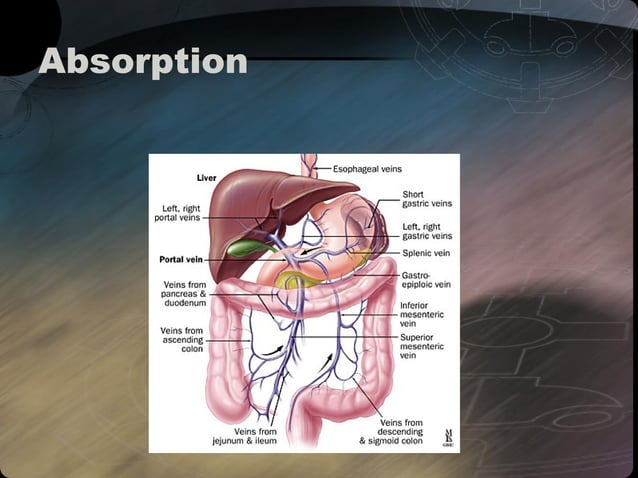 Absorption
Esophageal veins
Liver
Short
gastric veins
Left, right
portal veins
Left, right
gastric veins
Portal vein
Splenic vein
Gastro-
epiploic vein
Veins from
pancreas &
duodenum
Inferior
mesenteric
vein
Veins from
ascending
colon
Superior
mesenteric
vein
Veins from
jejunum & ileum
Veins from
descending
& sigmoid colon